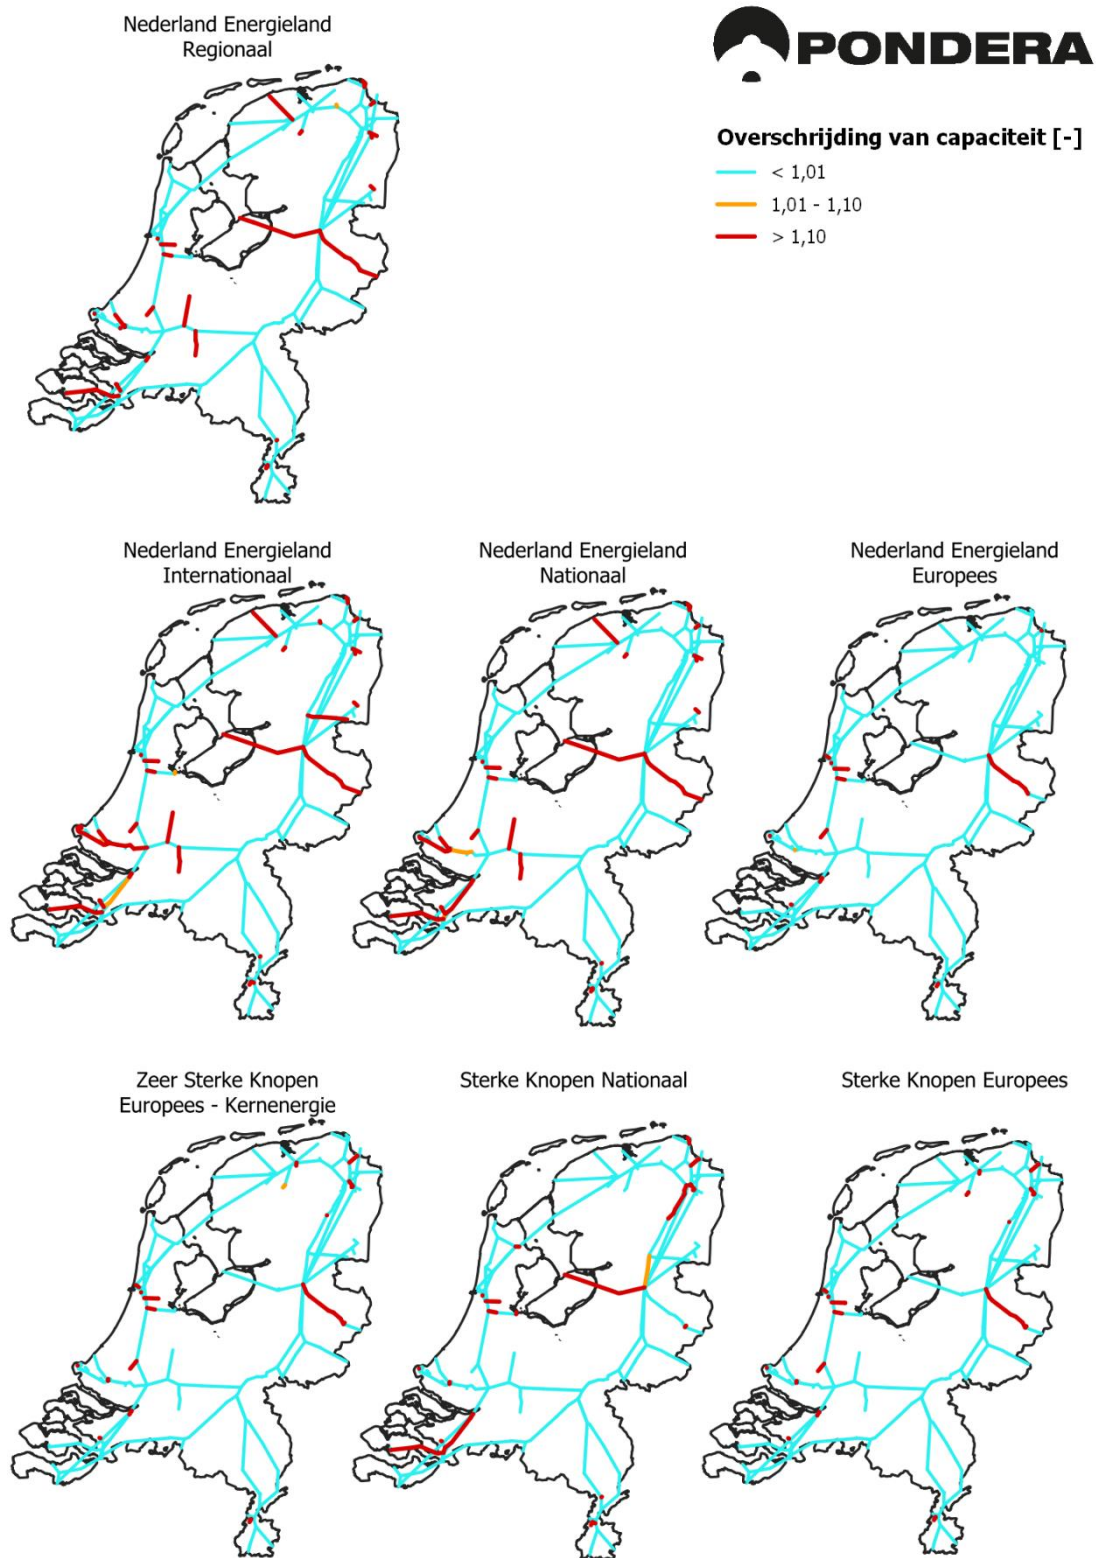 Nederland Energieland
Regionaal
PONDERA
Overschrijding van capaciteit [-]
< 1,01
1,01 - 1,10
> 1,10
Nederland Energieland
Internationaal
Nederland Energieland
Nationaal
Nederland Energieland
Europees
Zeer Sterke Knopen
Europees - Kernenergie
Sterke Knopen Nationaal
Sterke Knopen Europees